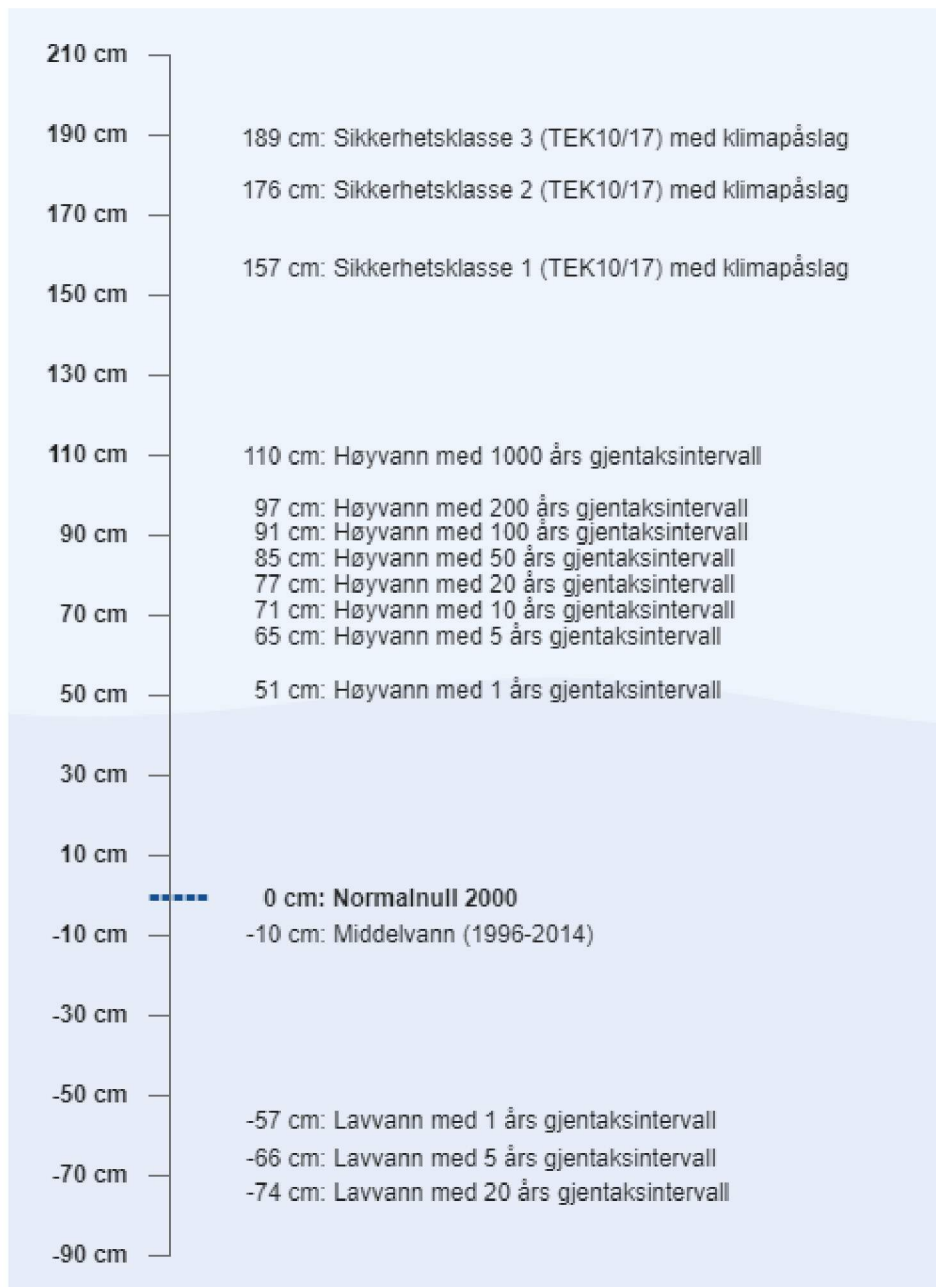 210 cm
190 cm
189 cm: Sikkerhetsklasse 3 (TEK10/17) med klimapåslag
176 cm: Sikkerhetsklasse 2 (TEK10/17) med klimapåslag
170 cm
157 cm: Sikkerhetsklasse 1 (TEK10/17) med klimapåslag
150 cm
130 cm
110 cm
110 cm: Høyvann med 1000 års gjentaksintervall
97 cm: Høyvann med 200 års gjentaksintervall
90 cm
91 cm: Høyvann med 100 års gjentaksintervall
85 cm: Høyvann med 50 års gjentaksintervall
77 cm: Høyvann med 20 års gjentaksintervall
70 cm
71 cm: Høyvann med 10 års gjentaksintervall
65 cm: Høyvann med 5 års gjentaksintervall
50 cm
51 cm: Høyvann med 1 års gjentaksintervall
30 cm
10 cm
0 cm: Normalnull 2000
-10 cm
-10 cm: Middelvann (1996-2014)
-30 cm
-50 cm
-57 cm: Lavvann med 1 års gjentaksintervall
-66 cm: Lavvann med 5 års gjentaksintervall
-70 cm
-74 cm: Lavvann med 20 års gjentaksintervall
-90 cm